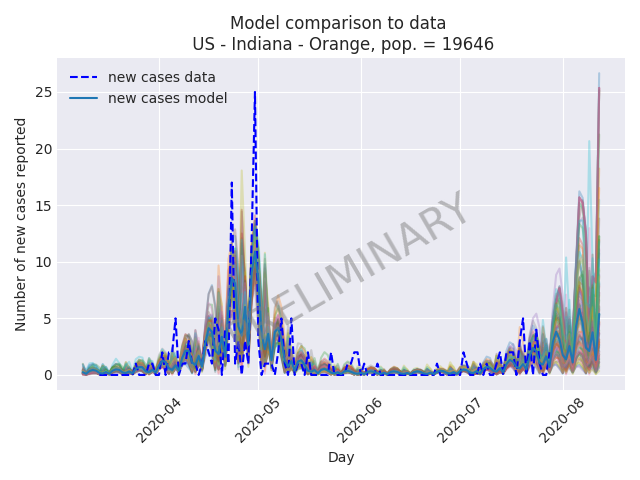 Model comparison to data
US - Indiana - Orange, pop. = 19646
new cases data
new cases model
Number of new cases reported
25
20
15
10
5
0
2020-04
2020-05
2020-06
2020-07
2020-08
Day